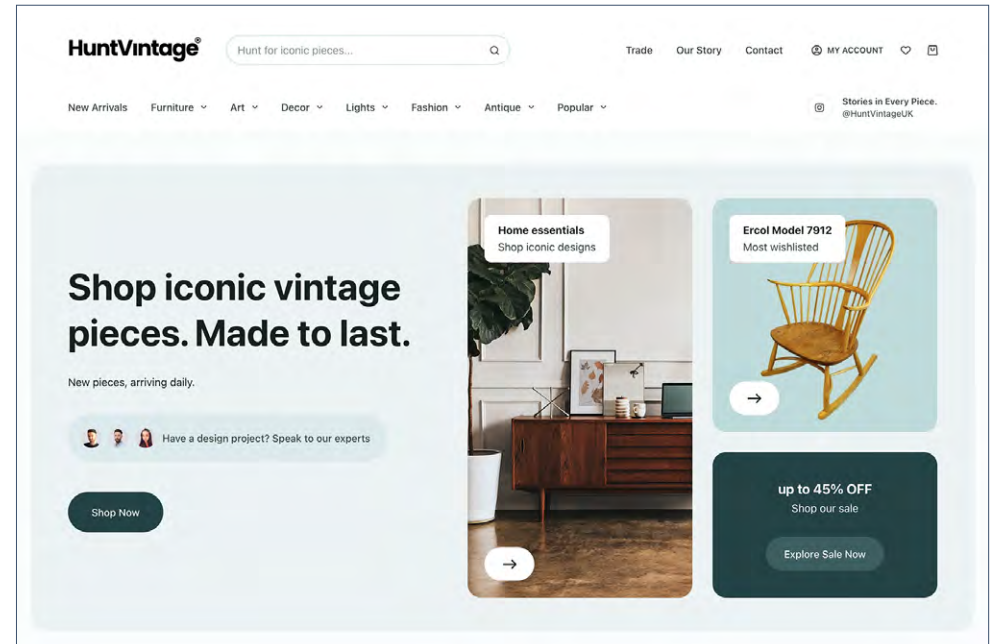 HuntVintage®
Hunt for iconic pieces...
Trade
Our Story
Contact
MY ACCOUNT
New Arrivals
Furniture
Art
Decor
Lights
Fashion
Antique
Popular
Stories in Every Piece.
@HuntVintageUK
Shop iconic vintage
pieces. Made to last.
New pieces, arriving daily.
Have a design project? Speak to our experts
Shop Now
Home essentials
Shop iconic designs
Ercol Model 7912
Most wishlisted
up to 45% OFF
Shop our sale
Explore Sale Now